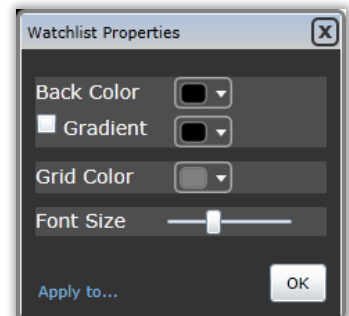 Watchlist Properties
Back Color
Gradient
Grid Color
Font Size
Apply to...
OK